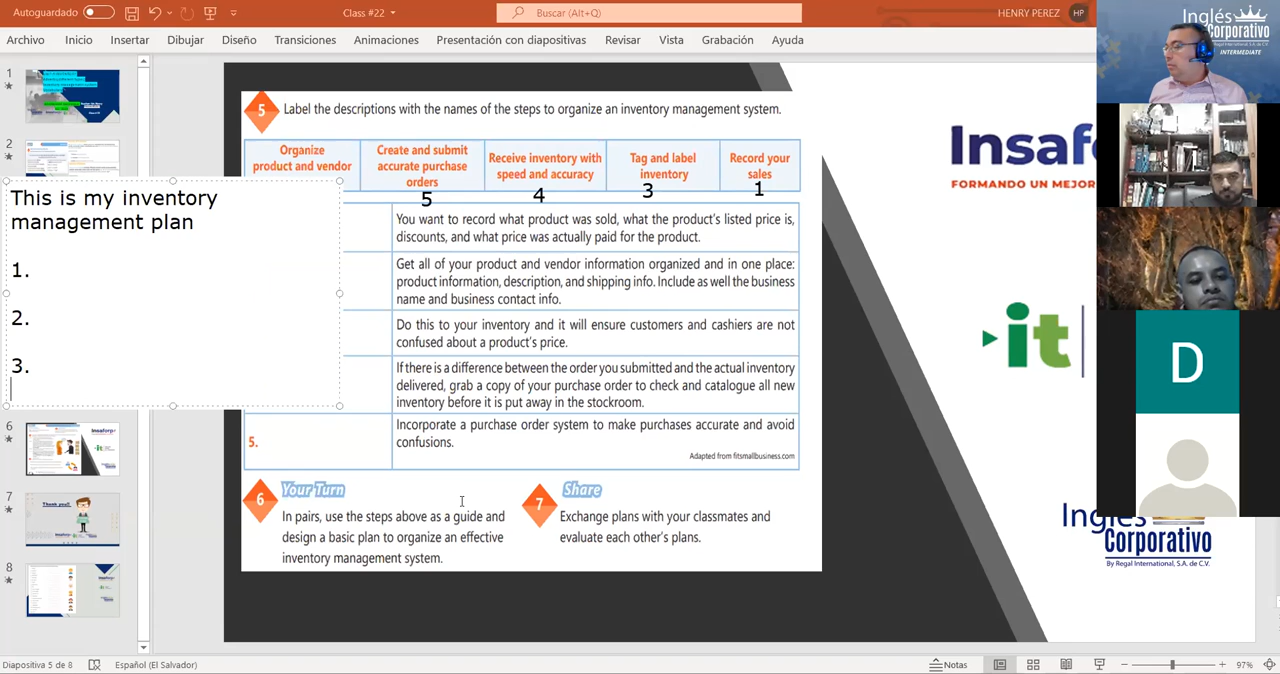 Autoguardado
Class #22
Buscar (Alt+Q)
HENRY PEREZ
HP
Archivo
Inicio
Insertar
Dibujar
Diseño
Transiciones
Animaciones
Presentación con diapositivas
Revisar
Vista
Grabación
Ayuda
Inglés
Corporativo
By Regal International, S.A. de C.V.
INTERMEDIATE
1
2
6
7
8
5
Label the descriptions with the names of the steps to organize an inventory management system.
Organize
product and vendor
Create and submit
accurate purchase
orders
Receive inventory with
speed and accuracy
Tag and label
inventory
Record your
sales
5
4
3
1
This is my inventory
management plan
1.
2.
3.
You want to record what product was sold, what the product's listed price is,
discounts, and what price was actually paid for the product.
Get all of your product and vendor information organized and in one place:
product information, description, and shipping info. Include as well the business
name and business contact info.
Do this to your inventory and it will ensure customers and cashiers are not
confused about a product's price.
If there is a difference between the order you submitted and the actual inventory
delivered, grab a copy of your purchase order to check and catalogue all new
inventory before it is put away in the stockroom.
5.
Incorporate a purchase order system to make purchases accurate and avoid
confusions.
Adapted from fitsmallbusiness.com
6
Your Turn
In pairs, use the steps above as a guide and
design a basic plan to organize an effective
inventory management system.
7
Share
Exchange plans with your classmates and
evaluate each other's plans.
Insafo
FORMANDO UN MEJOR
it
D
Inglés
Corporativo
By Regal International, S.A. de C.V.
Diapositiva 5 de 8
Español (El Salvador)
Notas
97%